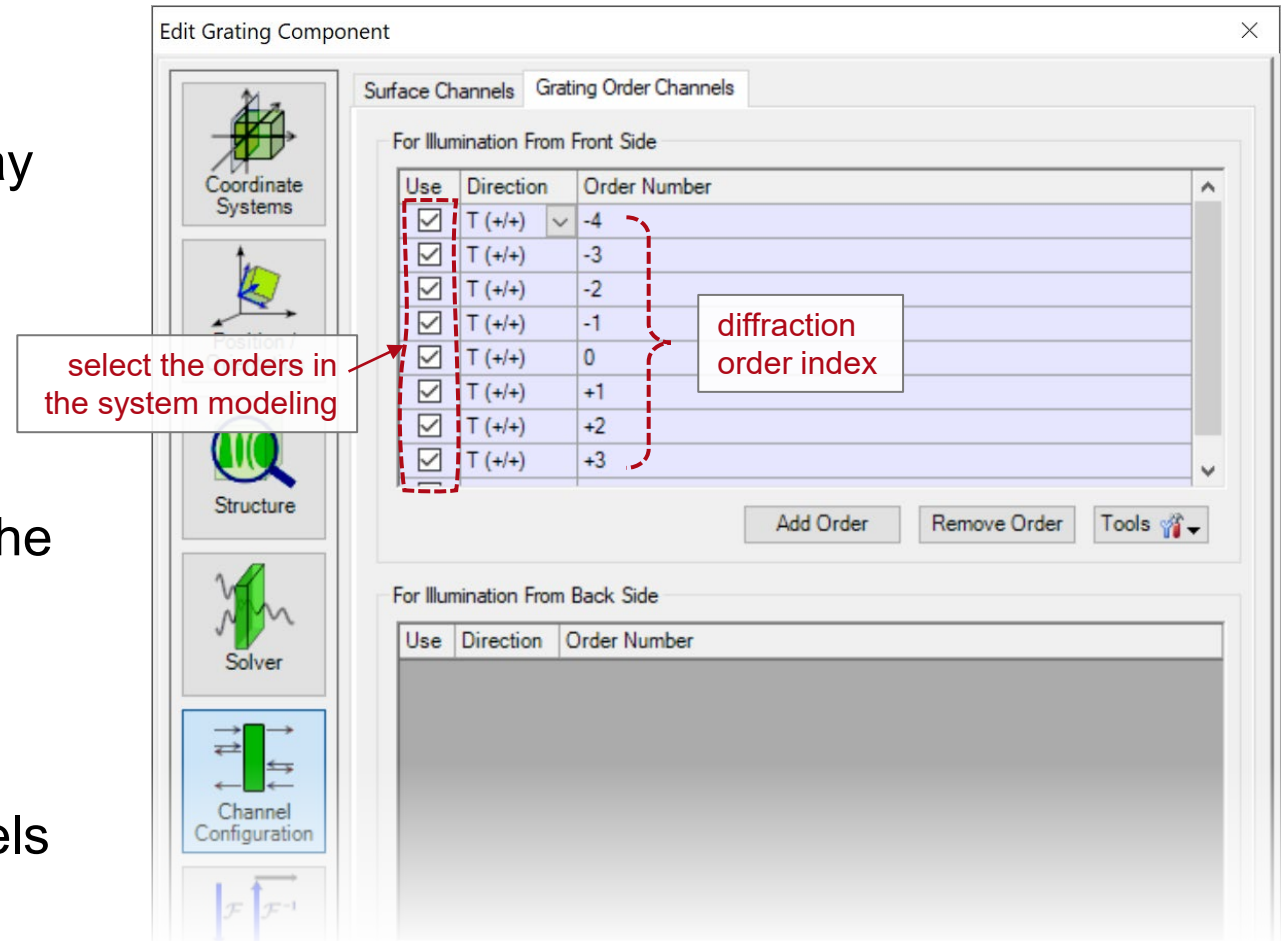 ay
he
els
Edit Grating Component
Coordinate
Systems
Position /
Structure
Solver
Channel
Configuration
F F-1
Surface Channels Grating Order Channels
For Illumination From Front Side
Use Direction Order Number
T (+/+) -4
T (+/+) -3
T (+/+) -2
T (+/+) -1
T (+/+) 0
T (+/+) +1
T (+/+) +2
T (+/+) +3
select the orders in
the system modeling
diffraction
order index
Add Order Remove Order Tools
For Illumination From Back Side
Use Direction Order Number